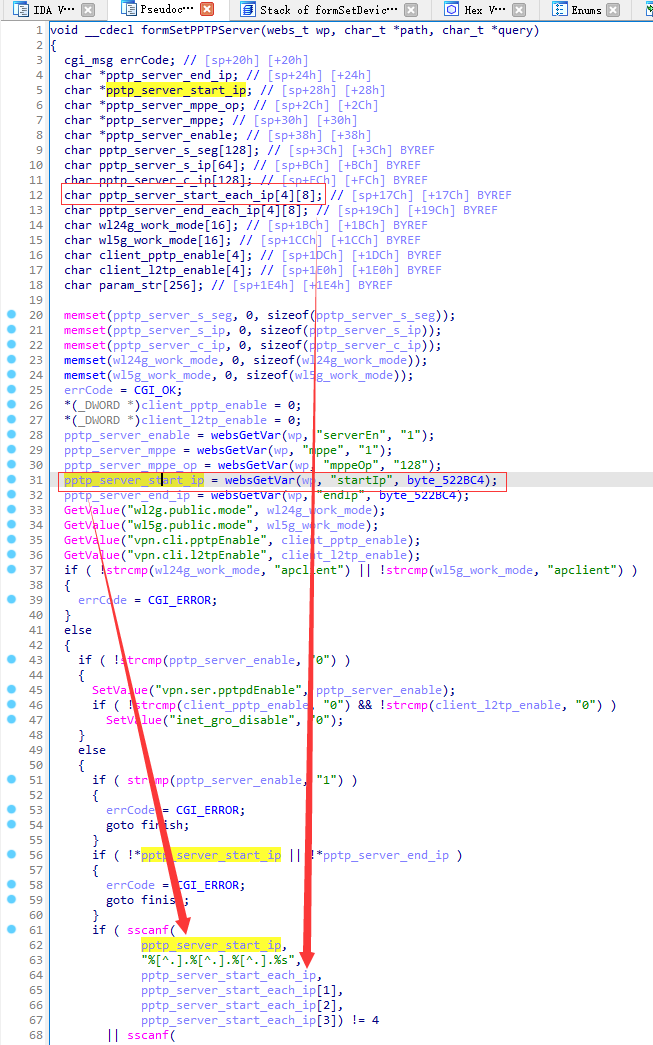 IDA V··· Pseudoc··· Stack of formSetDevic··· Hex V··· Enums
1 void __cdecl formSetPPTPServer(webs_t wp, char_t *path, char_t *query)
2 {
3 cgi_msg errCode; // [sp+20h] [+20h]
4 char *pptp_server_end_ip; // [sp+24h] [+24h]
5 char *pptp_server_start_ip; // [sp+28h] [+28h]
6 char *pptp_server_mppe_op; // [sp+2Ch] [+2Ch]
7 char *pptp_server_mppe; // [sp+30h] [+30h]
8 char *pptp_server_enable; // [sp+38h] [+38h]
9 char pptp_server_s_seg[128]; // [sp+3Ch] [+3Ch] BYREF
10 char pptp_server_s_ip[64]; // [sp+BCh] [+BCh] BYREF
11 char pptp_server_c_ip[128]; // [sp+FCh] [+FCh] BYREF
12 char pptp_server_start_each_ip[4][8]; // [sp+17Ch] [+17Ch] BYREF
13 char pptp_server_end_each_ip[4][8]; // [sp+19Ch] [+19Ch] BYREF
14 char wl24g_work_mode[16]; // [sp+1BCh] [+1BCh] BYREF
15 char wl5g_work_mode[16]; // [sp+1CCh] [+1CCh] BYREF
16 char client_pptp_enable[4]; // [sp+1DCh] [+1DCh] BYREF
17 char client_l2tp_enable[4]; // [sp+1E0h] [+1E0h] BYREF
18 char param_str[256]; // [sp+1E4h] [+1E4h] BYREF
19
20 memset(pptp_server_s_seg, 0, sizeof(pptp_server_s_seg));
21 memset(pptp_server_s_ip, 0, sizeof(pptp_server_s_ip));
22 memset(pptp_server_c_ip, 0, sizeof(pptp_server_c_ip));
23 memset(wl24g_work_mode, 0, sizeof(wl24g_work_mode));
24 memset(wl5g_work_mode, 0, sizeof(wl5g_work_mode));
25 errCode = CGI_OK;
26 *(_DWORD *)client_pptp_enable = 0;
27 *(_DWORD *)client_l2tp_enable = 0;
28 pptp_server_enable = websGetVar(wp, "serverEn", "1");
29 pptp_server_mppe = websGetVar(wp, "mppe", "1");
30 pptp_server_mppe_op = websGetVar(wp, "mppeOp", "128");
31 pptp_server_start_ip = websGetVar(wp, "startIp", byte_522BC4);
32 pptp_server_end_ip = websGetVar(wp, "endIp", byte_522BC4);
33 GetValue("wl2g.public.mode", wl24g_work_mode);
34 GetValue("wl5g.public.mode", wl5g_work_mode);
35 GetValue("vpn.cli.pptpEnable", client_pptp_enable);
36 GetValue("vpn.cli.l2tpEnable", client_l2tp_enable);
37 if ( !strcmp(wl24g_work_mode, "apclient") || !strcmp(wl5g_work_mode, "apclient") )
38 {
39 errCode = CGI_ERROR;
40 }
41 else
42 {
43 if ( !strcmp(pptp_server_enable, "0") )
44 {
45 SetValue("vpn.ser.pptpdEnable", pptp_server_enable);
46 if ( !strcmp(client_pptp_enable, "0") && !strcmp(client_l2tp_enable, "0") )
47 SetValue("inet_gro_disable", "0");
48 }
49 else
50 {
51 if ( strcmp(pptp_server_enable, "1") )
52 {
53 errCode = CGI_ERROR;
54 goto finish;
55 }
56 if ( !*pptp_server_start_ip || !*pptp_server_end_ip )
57 {
58 errCode = CGI_ERROR;
59 goto finish;
60 }
61 if ( sscanf(
62 pptp_server_start_ip,
63 "%[^.].%[^.].%[^.].%s",
64 pptp_server_start_each_ip,
65 pptp_server_start_each_ip[1],
66 pptp_server_start_each_ip[2],
67 pptp_server_start_each_ip[3]) != 4
68 || sscanf(